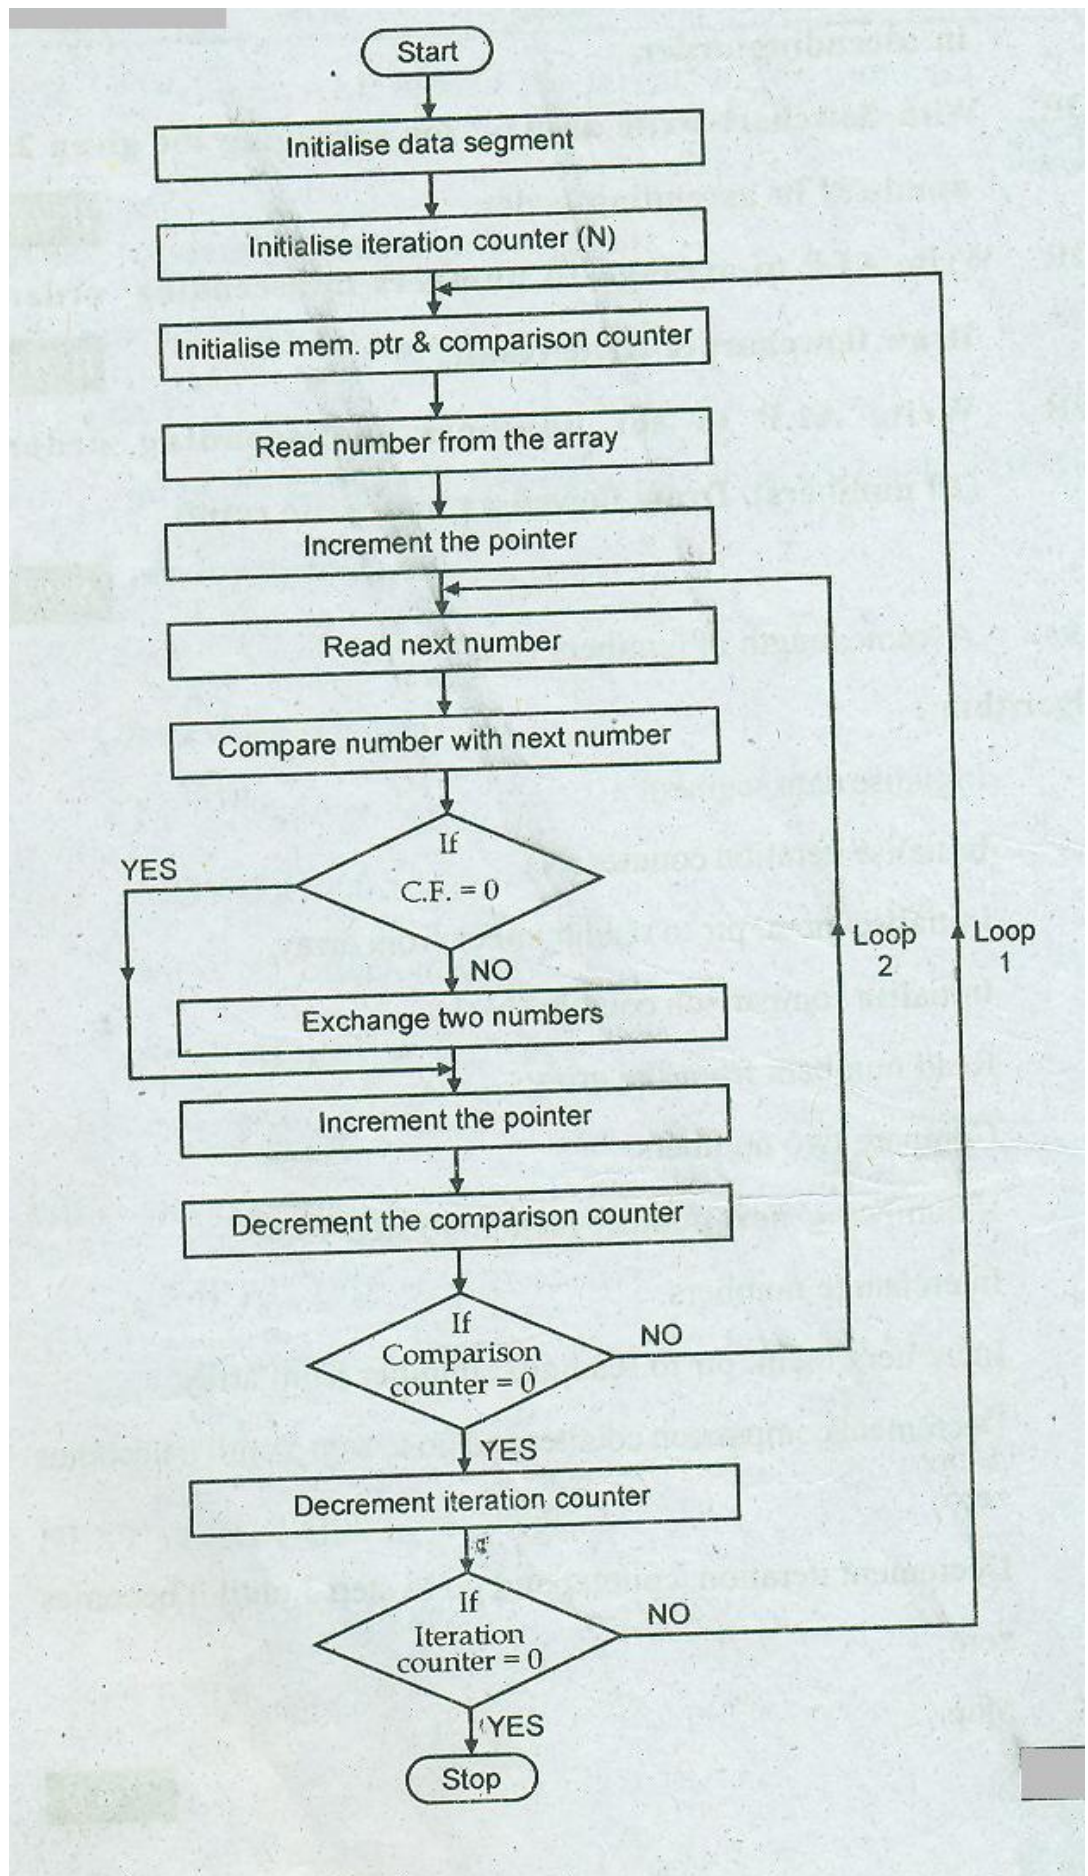 Start
Initialise data segment
Initialise iteration counter (N)
Initialise mem. ptr & comparison counter
Read number from the array
Increment the pointer
Read next number
Compare number with next number
If
C.F. = 0
YES
NO
Loop
2
Loop
1
Exchange two numbers
Increment the pointer
Decrement the comparison counter
If
Comparison
counter = 0
NO
YES
Decrement iteration counter
If
Iteration
counter = 0
NO
YES
Stop